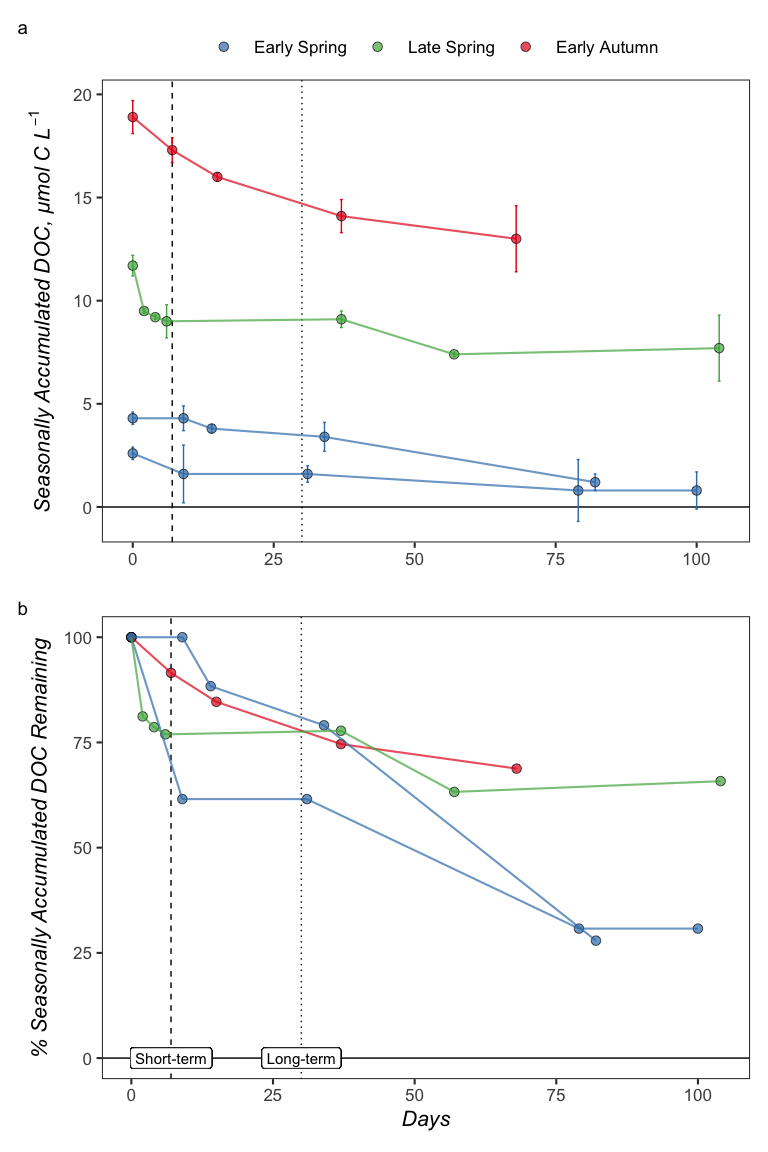 a
Early Spring Late Spring Early Autumn
Seasonally Accumulated DOC, μmol C L⁻¹
20
15
10
5
0
0 25 50 75 100
b
% Seasonally Accumulated DOC Remaining
100
75
50
25
0
Short-term Long-term
0 25 50 75 100
Days